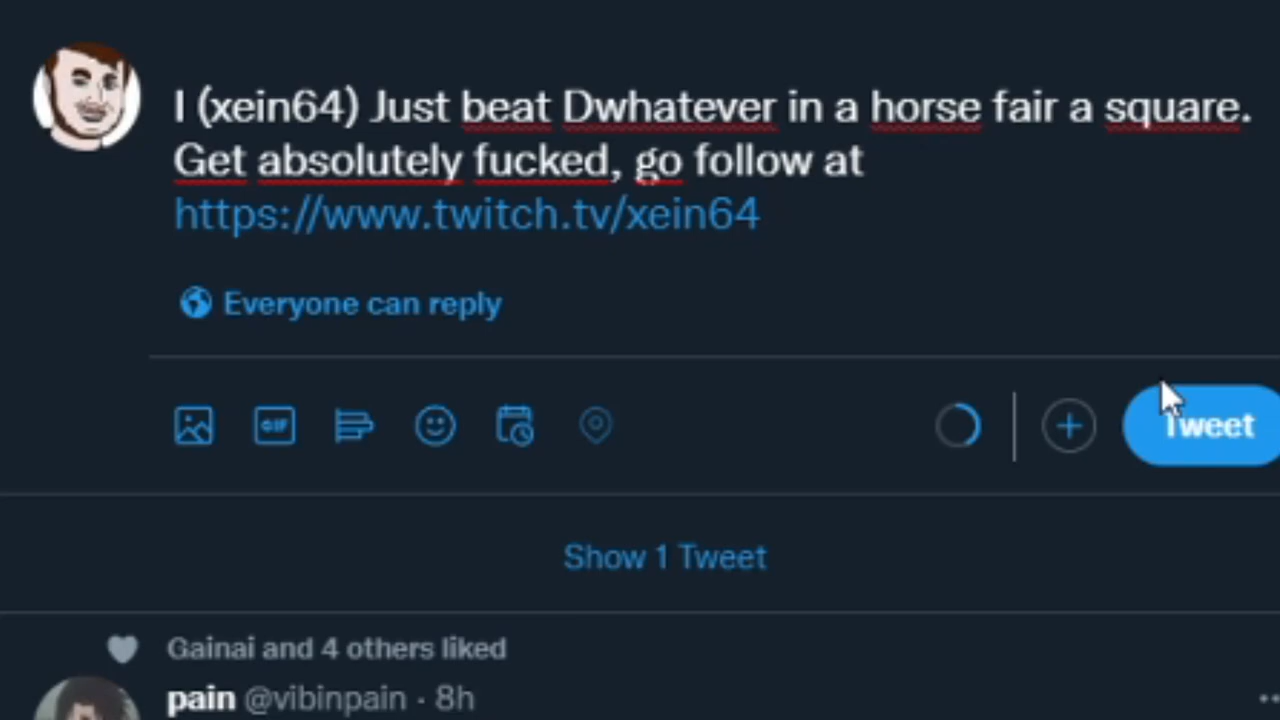 I (xein64) Just beat Dwhatever in a horse fair a square.
Get absolutely fucked, go follow at
https://www.twitch.tv/xein64
Everyone can reply
GIF
Tweet
Show 1 Tweet
Gainai and 4 others liked
pain @vibinpain · 8h